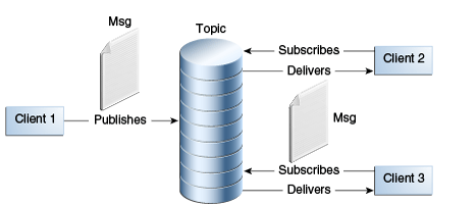 Msg
Topic
Subscribes
Client 2
Delivers
Client 1
Publishes
Msg
Subscribes
Client 3
Delivers